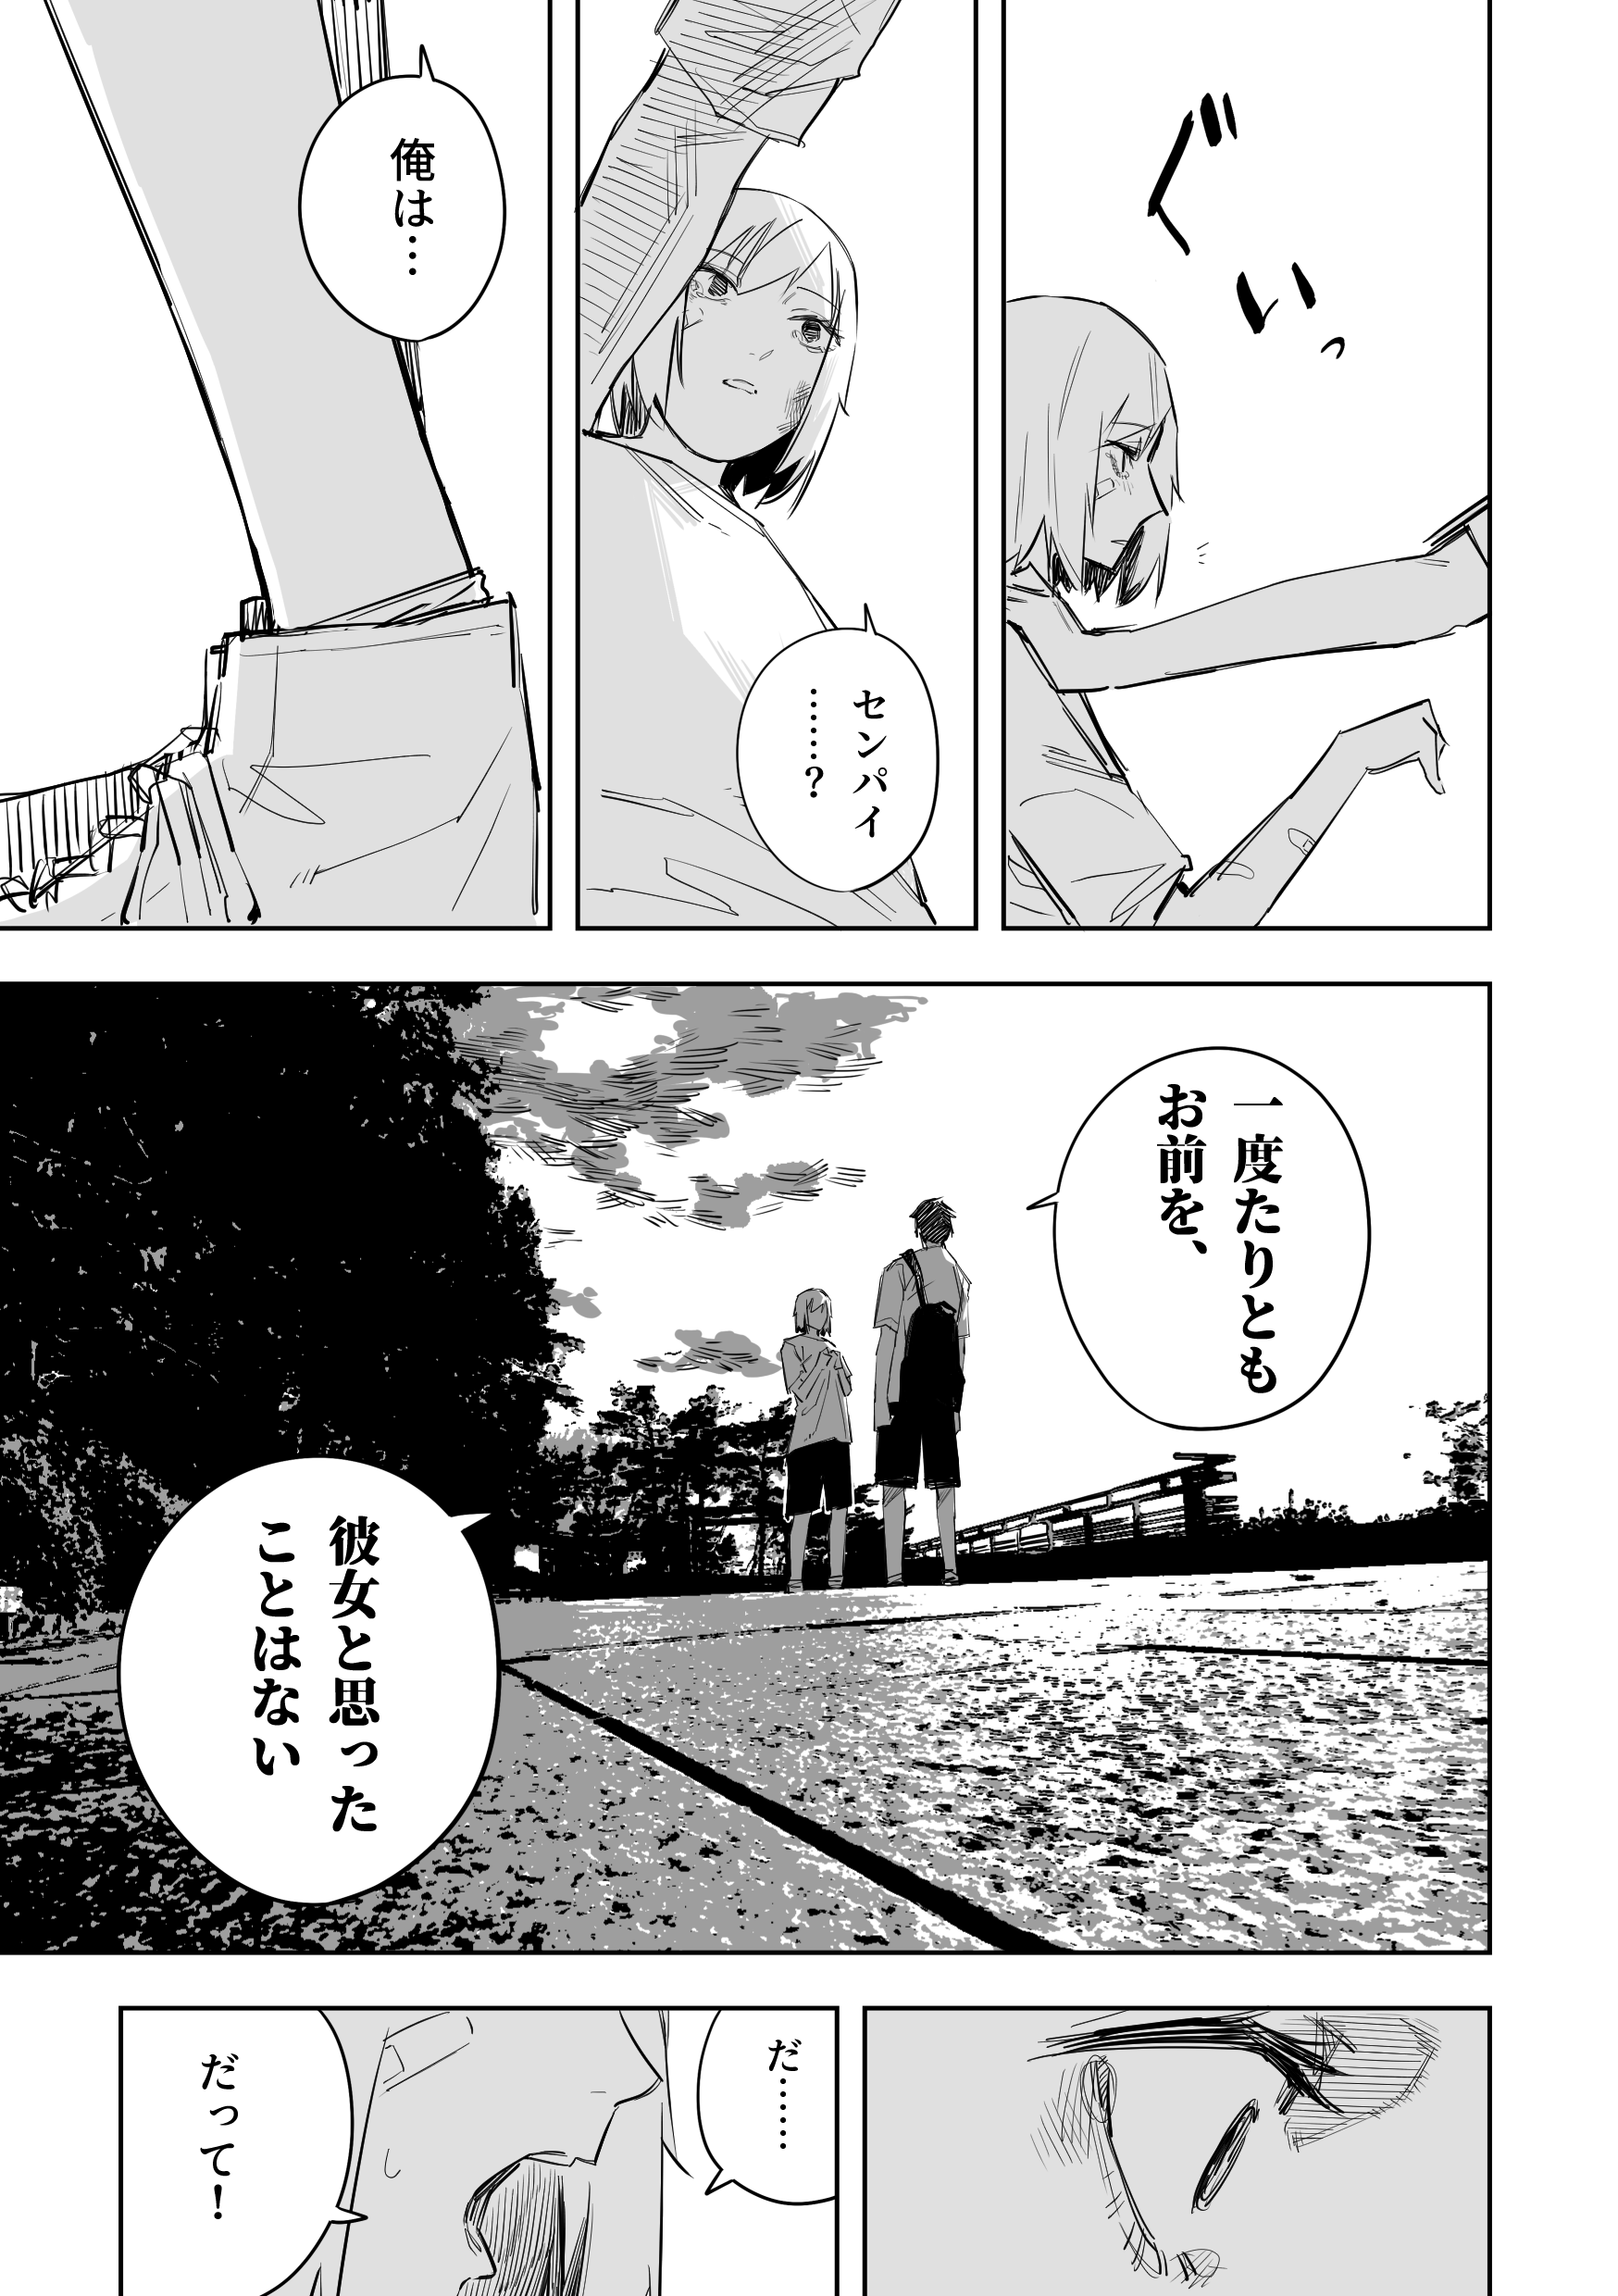 ぐいっ
センパイ
……？
俺は…
一度たりとも
お前を、
彼女と思った
ことはない
だ……
だって！